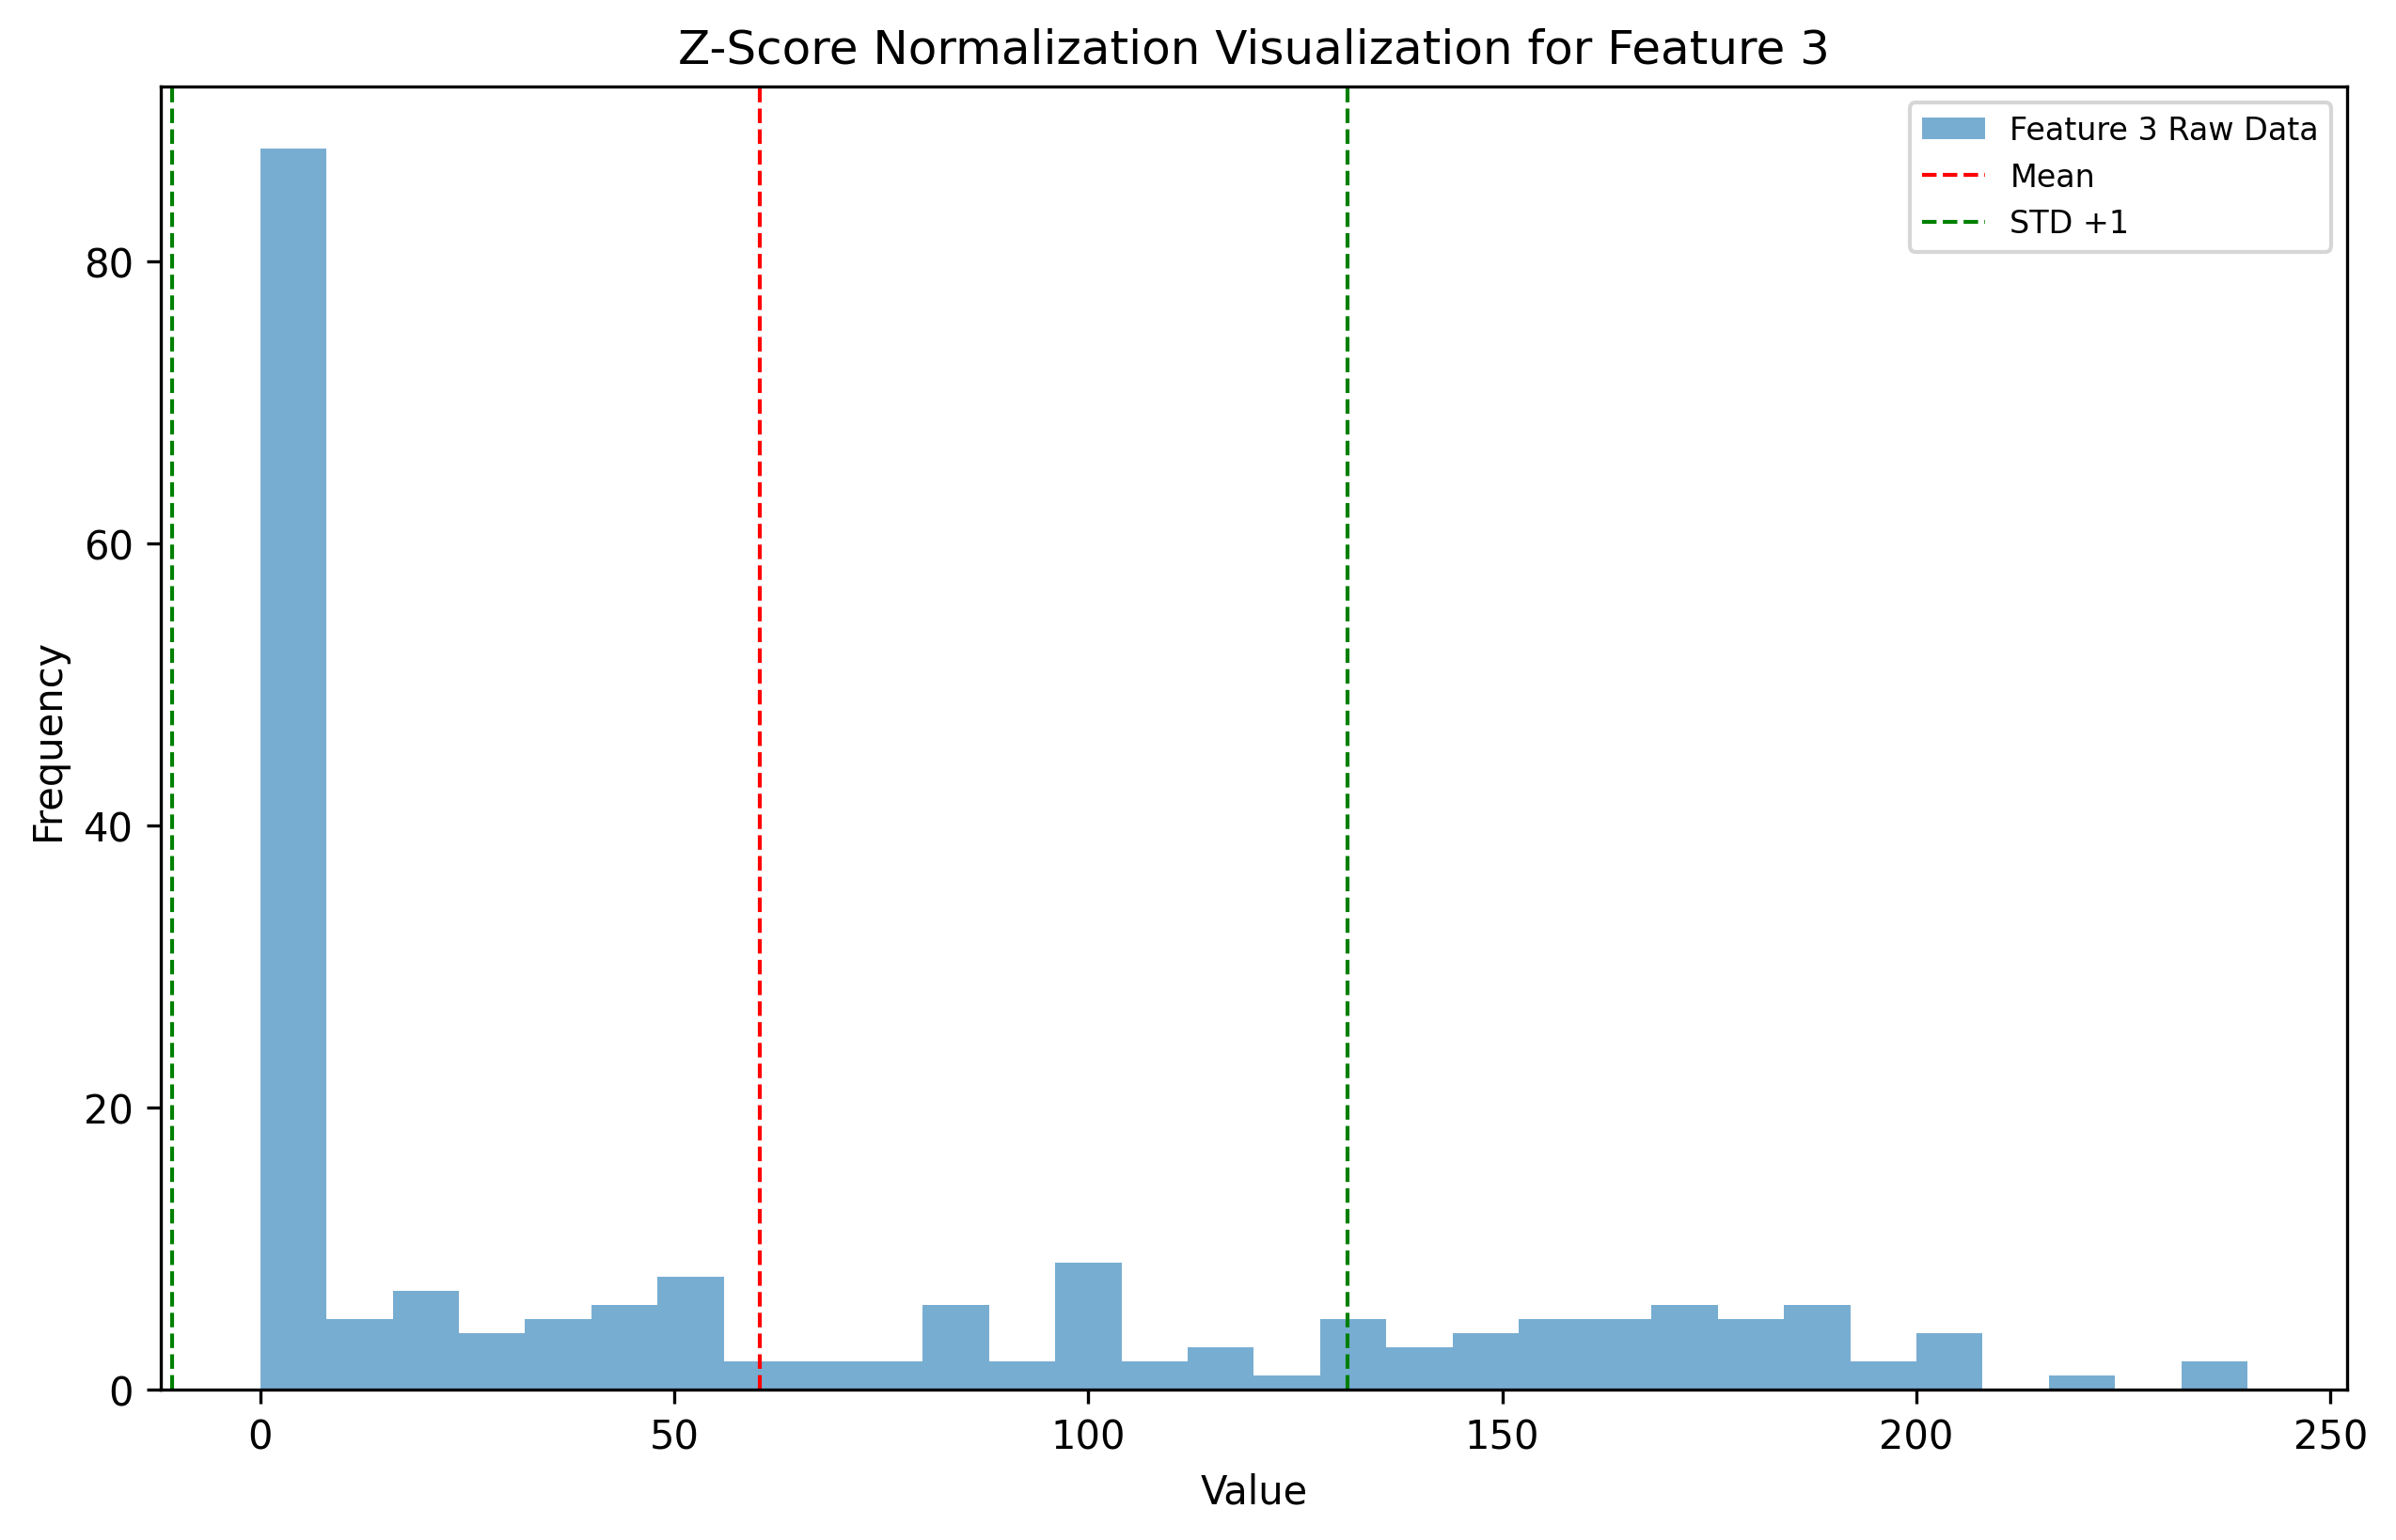 Z-Score Normalization Visualization for Feature 3
Feature 3 Raw Data
Mean
STD +1
80
60
40
20
0
Frequency
0 50 100 150 200 250
Value